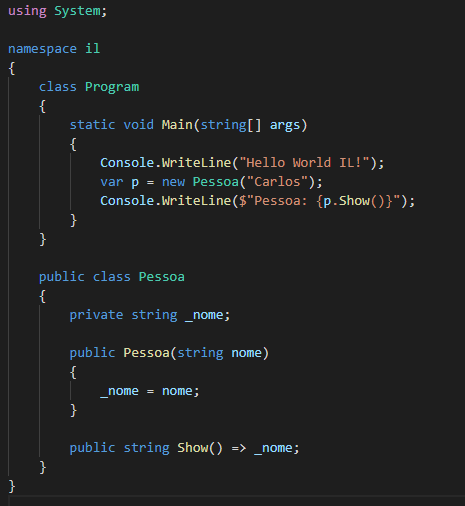 using System;

namespace il
{
    class Program
    {
        static void Main(string[] args)
        {
            Console.WriteLine("Hello World IL!");
            var p = new Pessoa("Carlos");
            Console.WriteLine($"Pessoa: {p.Show()}");
        }
    }

    public class Pessoa
    {
        private string _nome;

        public Pessoa(string nome)
        {
            _nome = nome;
        }

        public string Show() => _nome;
    }
}